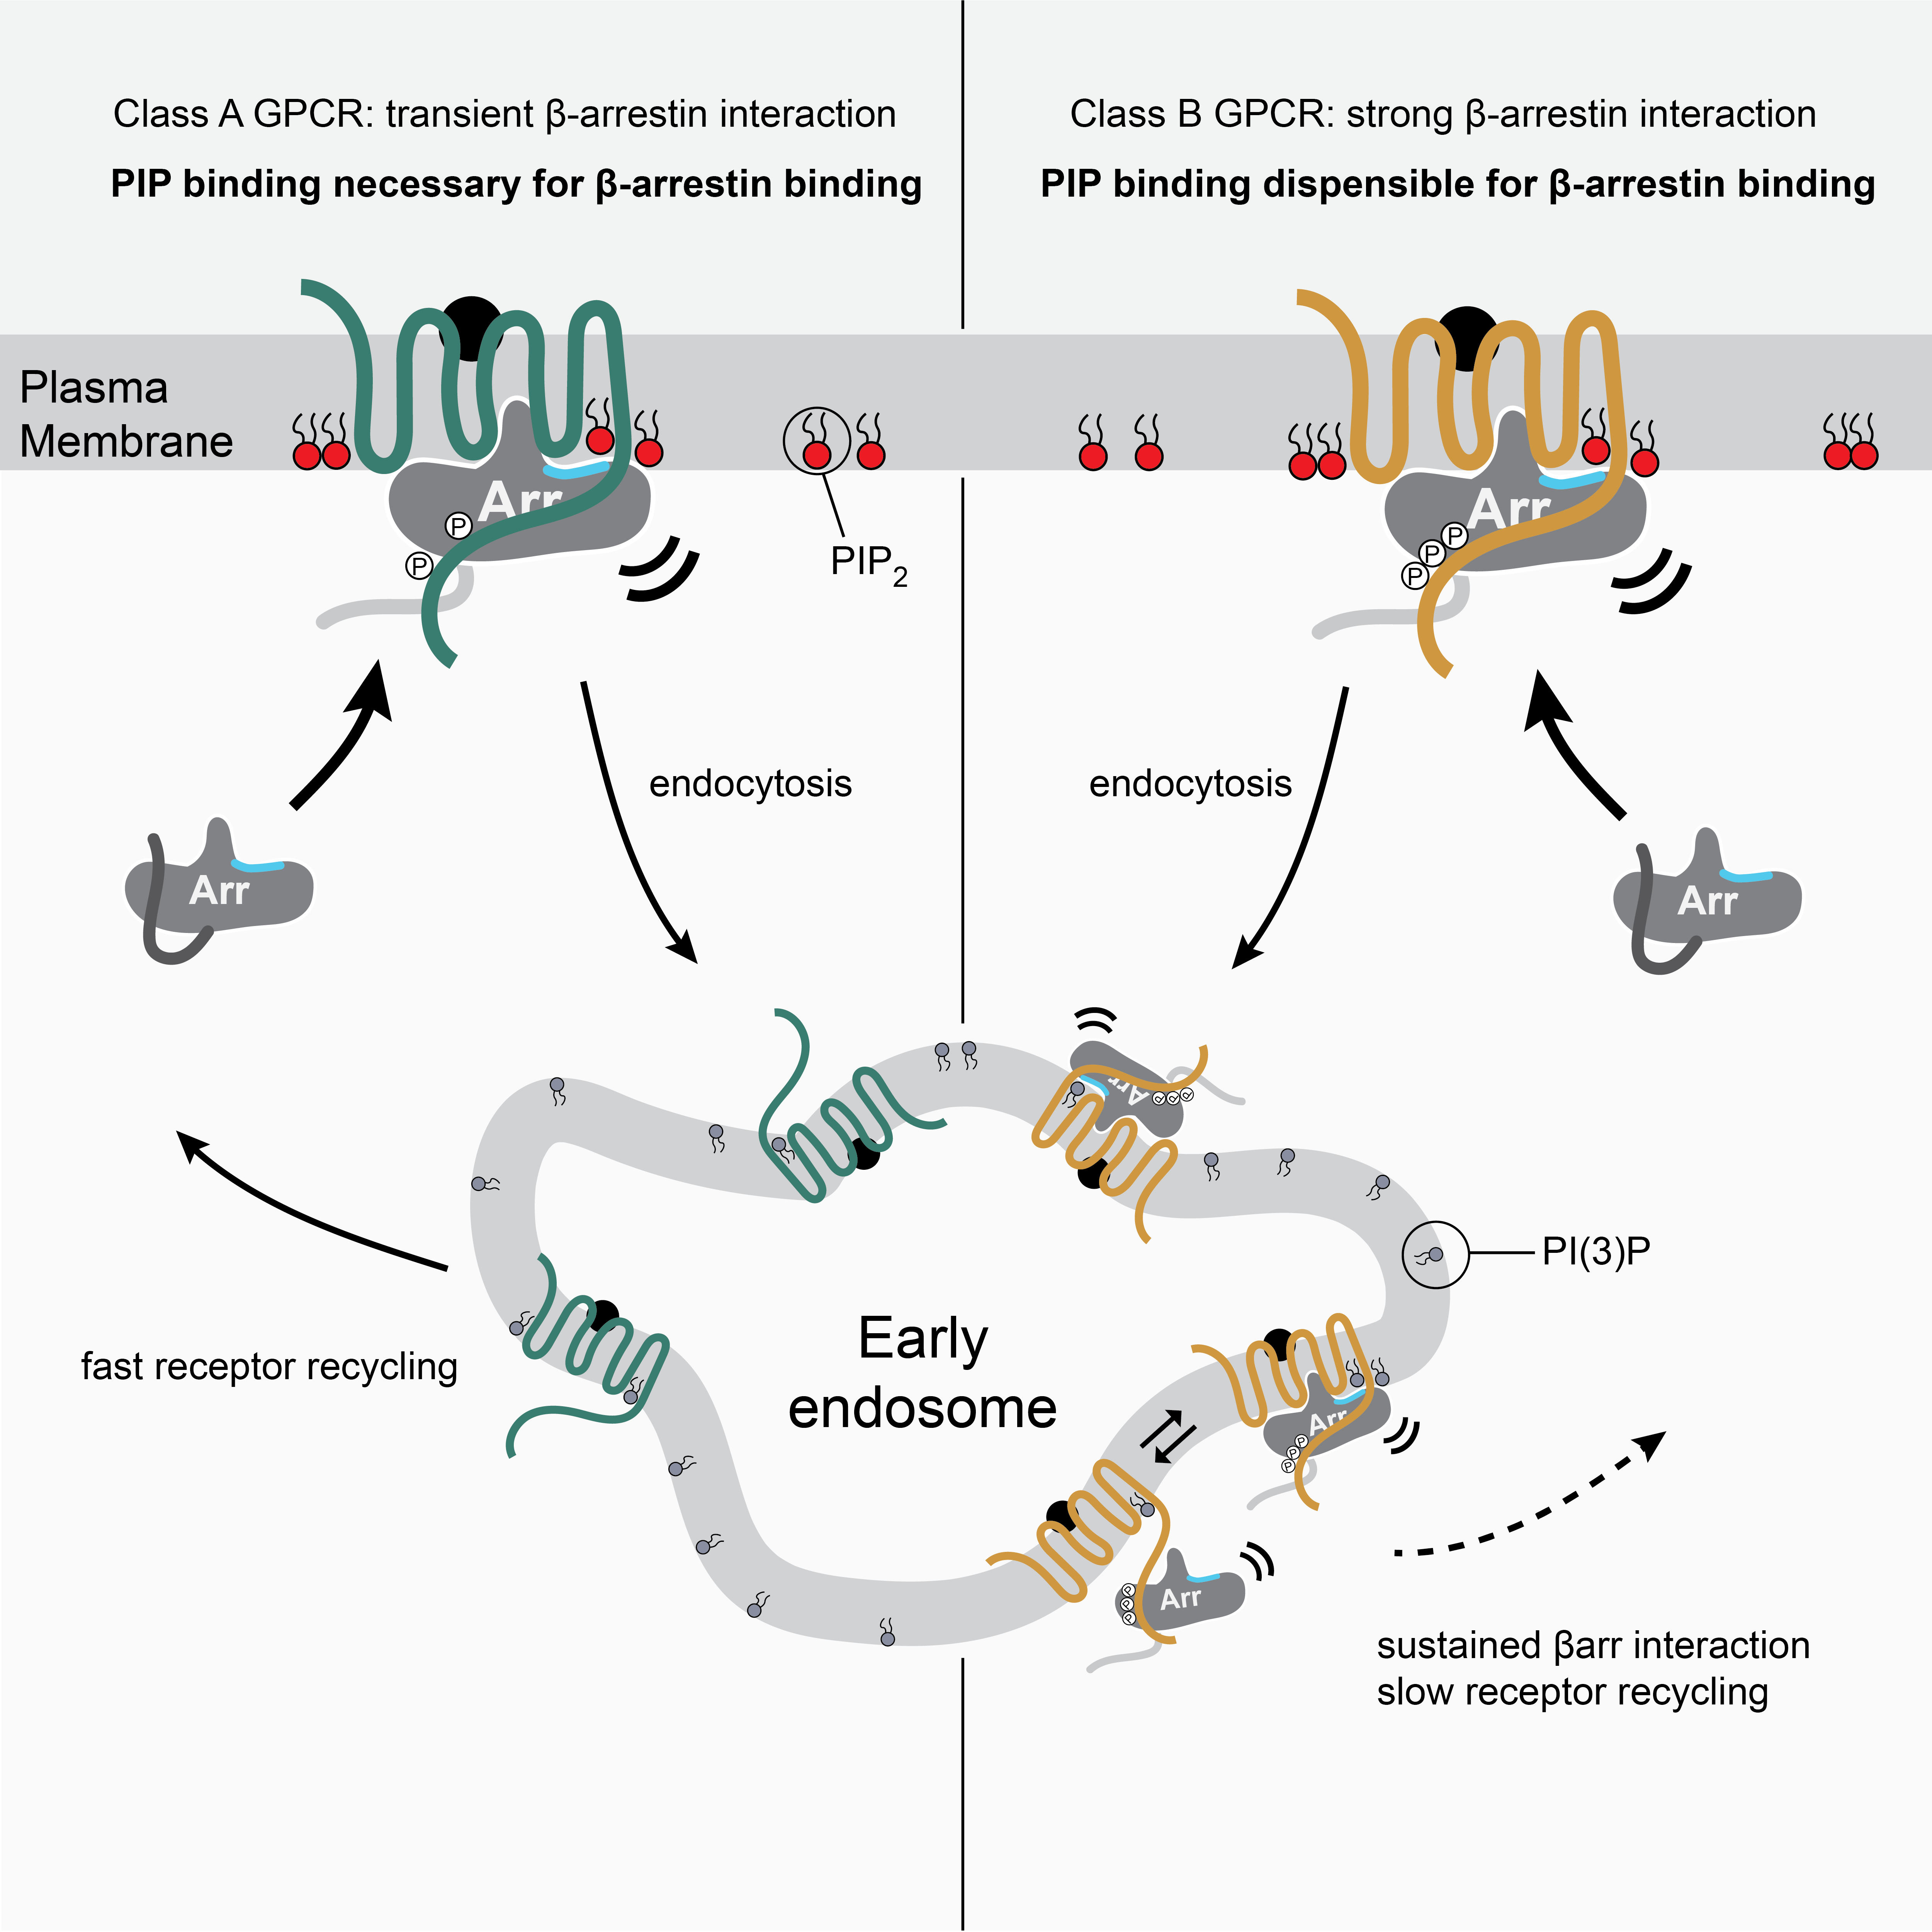 Class A GPCR: transient β-arrestin interaction
PIP binding necessary for β-arrestin binding
Class B GPCR: strong β-arrestin interaction
PIP binding dispensible for β-arrestin binding
Plasma
Membrane
Arr
P
P
PIP₂
Arr
P
P
P
endocytosis
endocytosis
Arr
Arr
Arr
P
P
P
PI(3)P
fast receptor recycling
Early
endosome
Arr
P
P
P
Arr
P
P
P
sustained βarr interaction
slow receptor recycling